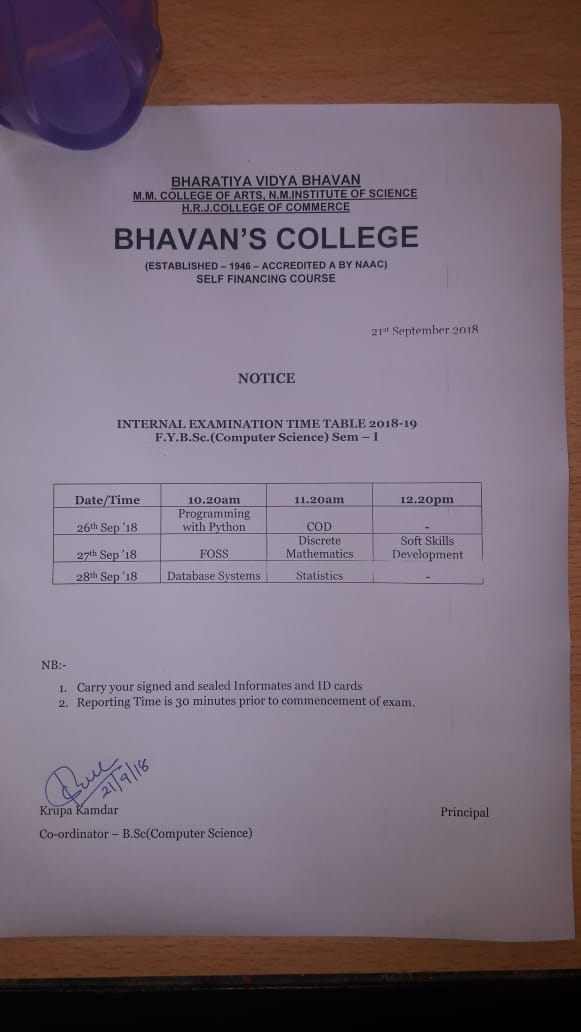 BHARATIYA VIDYA BHAVAN
M.M. COLLEGE OF ARTS, N.M.INSTITUTE OF SCIENCE
H.R.J.COLLEGE OF COMMERCE
BHAVAN'S COLLEGE
(ESTABLISHED – 1946 – ACCREDITED A BY NAAC)
SELF FINANCING COURSE
21st September 2018
NOTICE
INTERNAL EXAMINATION TIME TABLE 2018-19
F.Y.B.Sc.(Computer Science) Sem – I
Date/Time 10.20am 11.20am 12.20pm
26th Sep '18 Programming with Python COD -
27th Sep '18 FOSS Discrete Mathematics Soft Skills Development
28th Sep '18 Database Systems Statistics -
NB:-
1. Carry your signed and sealed Informates and ID cards
2. Reporting Time is 30 minutes prior to commencement of exam.
21/9/18
Krupa Kamdar Principal
Co-ordinator – B.Sc(Computer Science)